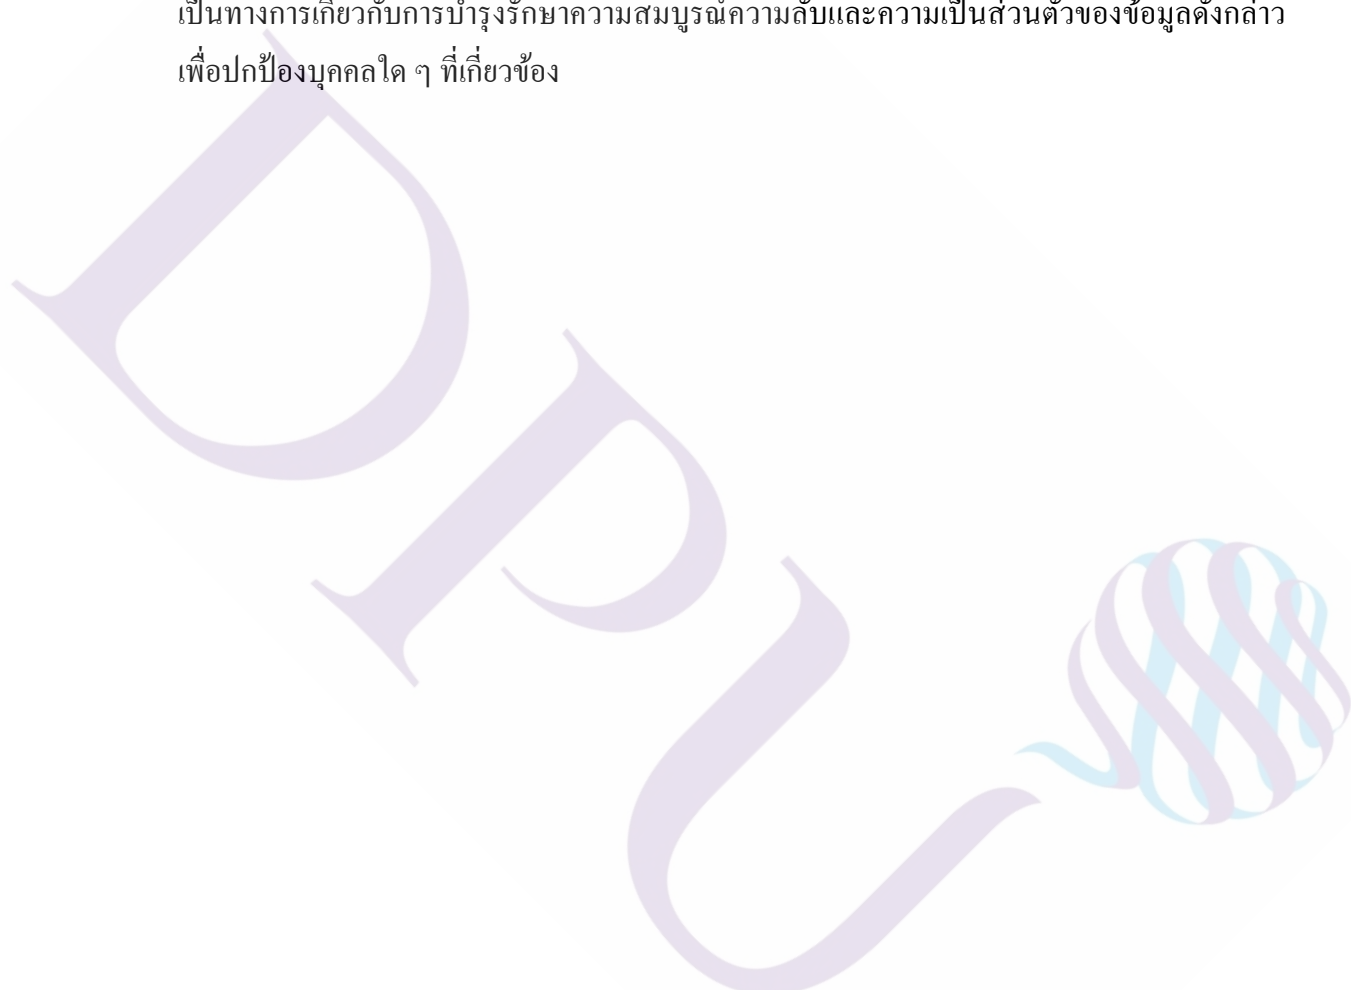 เป็นทางการเกี่ยวกับการบำรุงรักษาความสมบูรณ์ความลับและความเป็นส่วนตัวของข้อมูลดังกล่าว
เพื่อปกป้องบุคคลใด ๆ ที่เกี่ยวข้อง
DPU